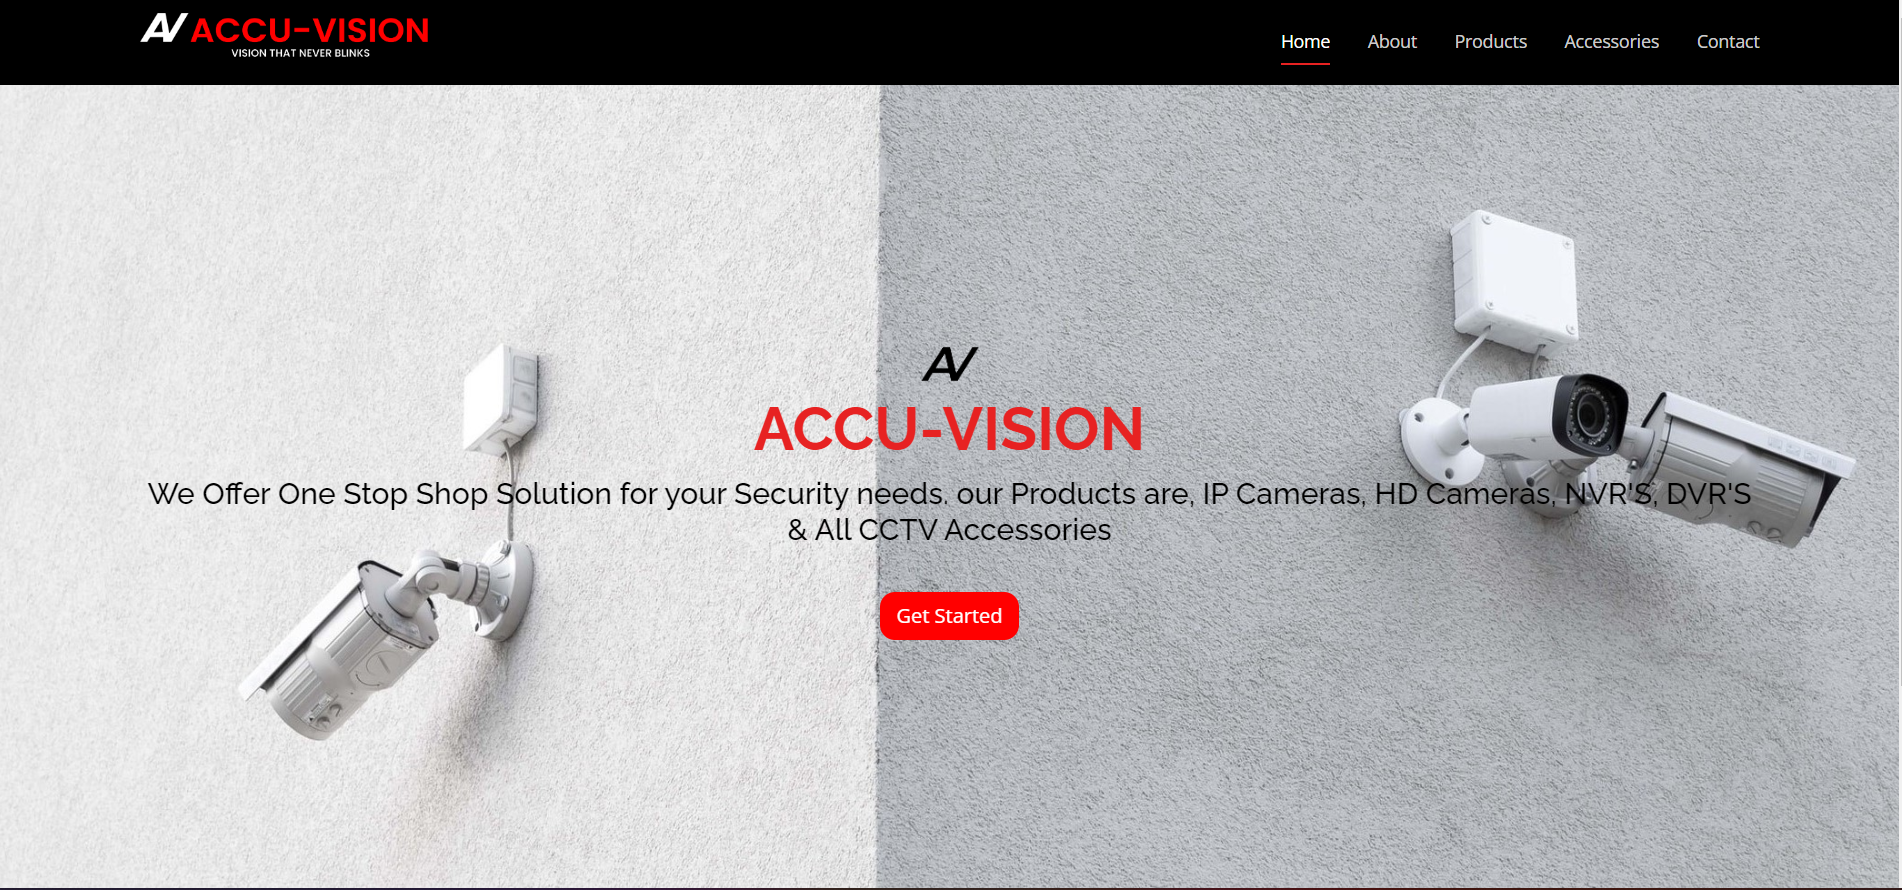 AV ACCU-VISION
VISION THAT NEVER BLINKS
Home About Products Accessories Contact
AV
ACCU-VISION
We Offer One Stop Shop Solution for your Security needs. our Products are, IP Cameras, HD Cameras, NVR'S, DVR'S
& All CCTV Accessories
Get Started